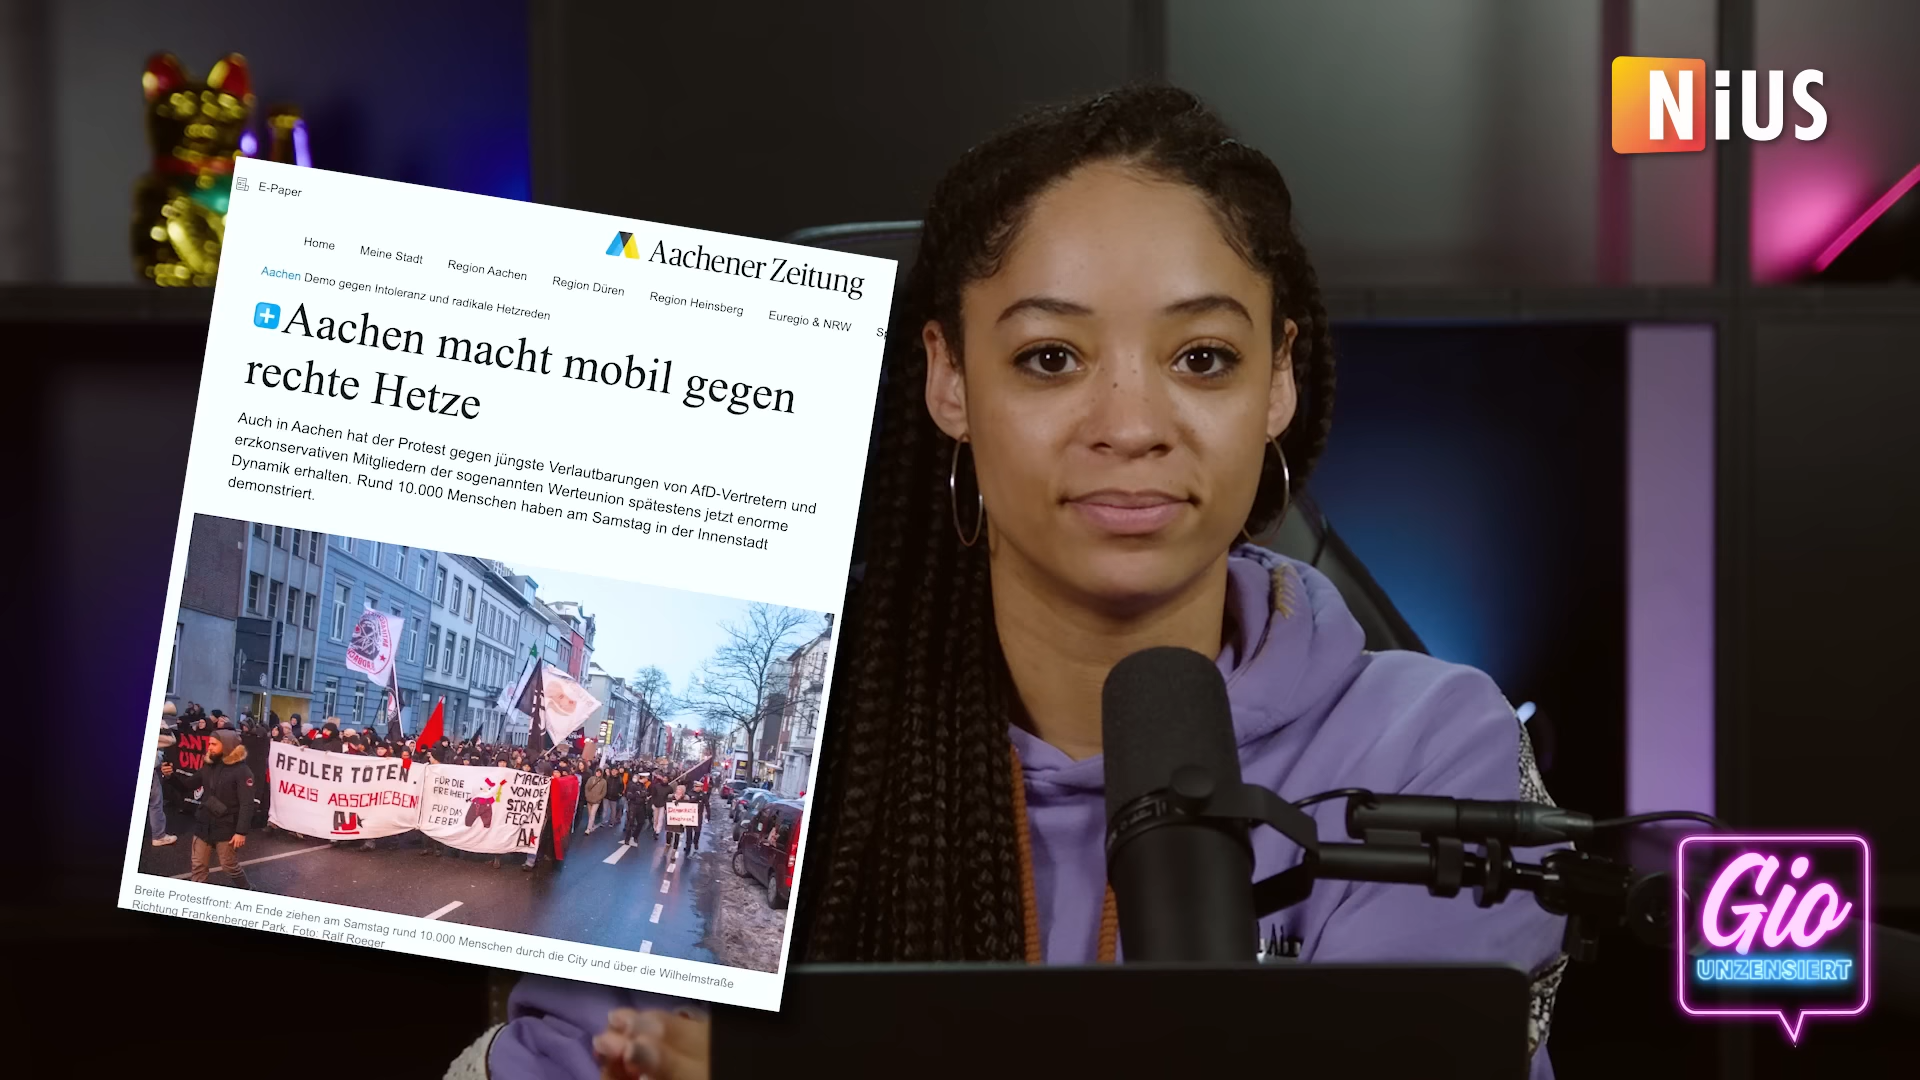 NiUS
E-Paper
Aachener Zeitung
Home Meine Stadt Region Aachen Region Düren Region Heinsberg Euregio & NRW
Aachen Demo gegen Intoleranz und radikale Hetzreden
Aachen macht mobil gegen
rechte Hetze
Auch in Aachen hat der Protest gegen jüngste Verlautbarungen von AfD-Vertretern und
erzkonservativen Mitgliedern der sogenannten Werteunion spätestens jetzt enorme
Dynamik erhalten. Rund 10.000 Menschen haben am Samstag in der Innenstadt
demonstriert.
AFDLER TÖTEN.
NAZIS ABSCHIEBEN
AJ
FÜR DIE
FREIHEIT
FÜR DAS
LEBEN
MACKER
VON DER
STRAẞE
FEGEN
Breite Protestfront: Am Ende ziehen am Samstag rund 10.000 Menschen durch die City und über die Wilhelmstraße
Richtung Frankenberger Park. Foto: Ralf Roeger
Gio
UNZENSIERT